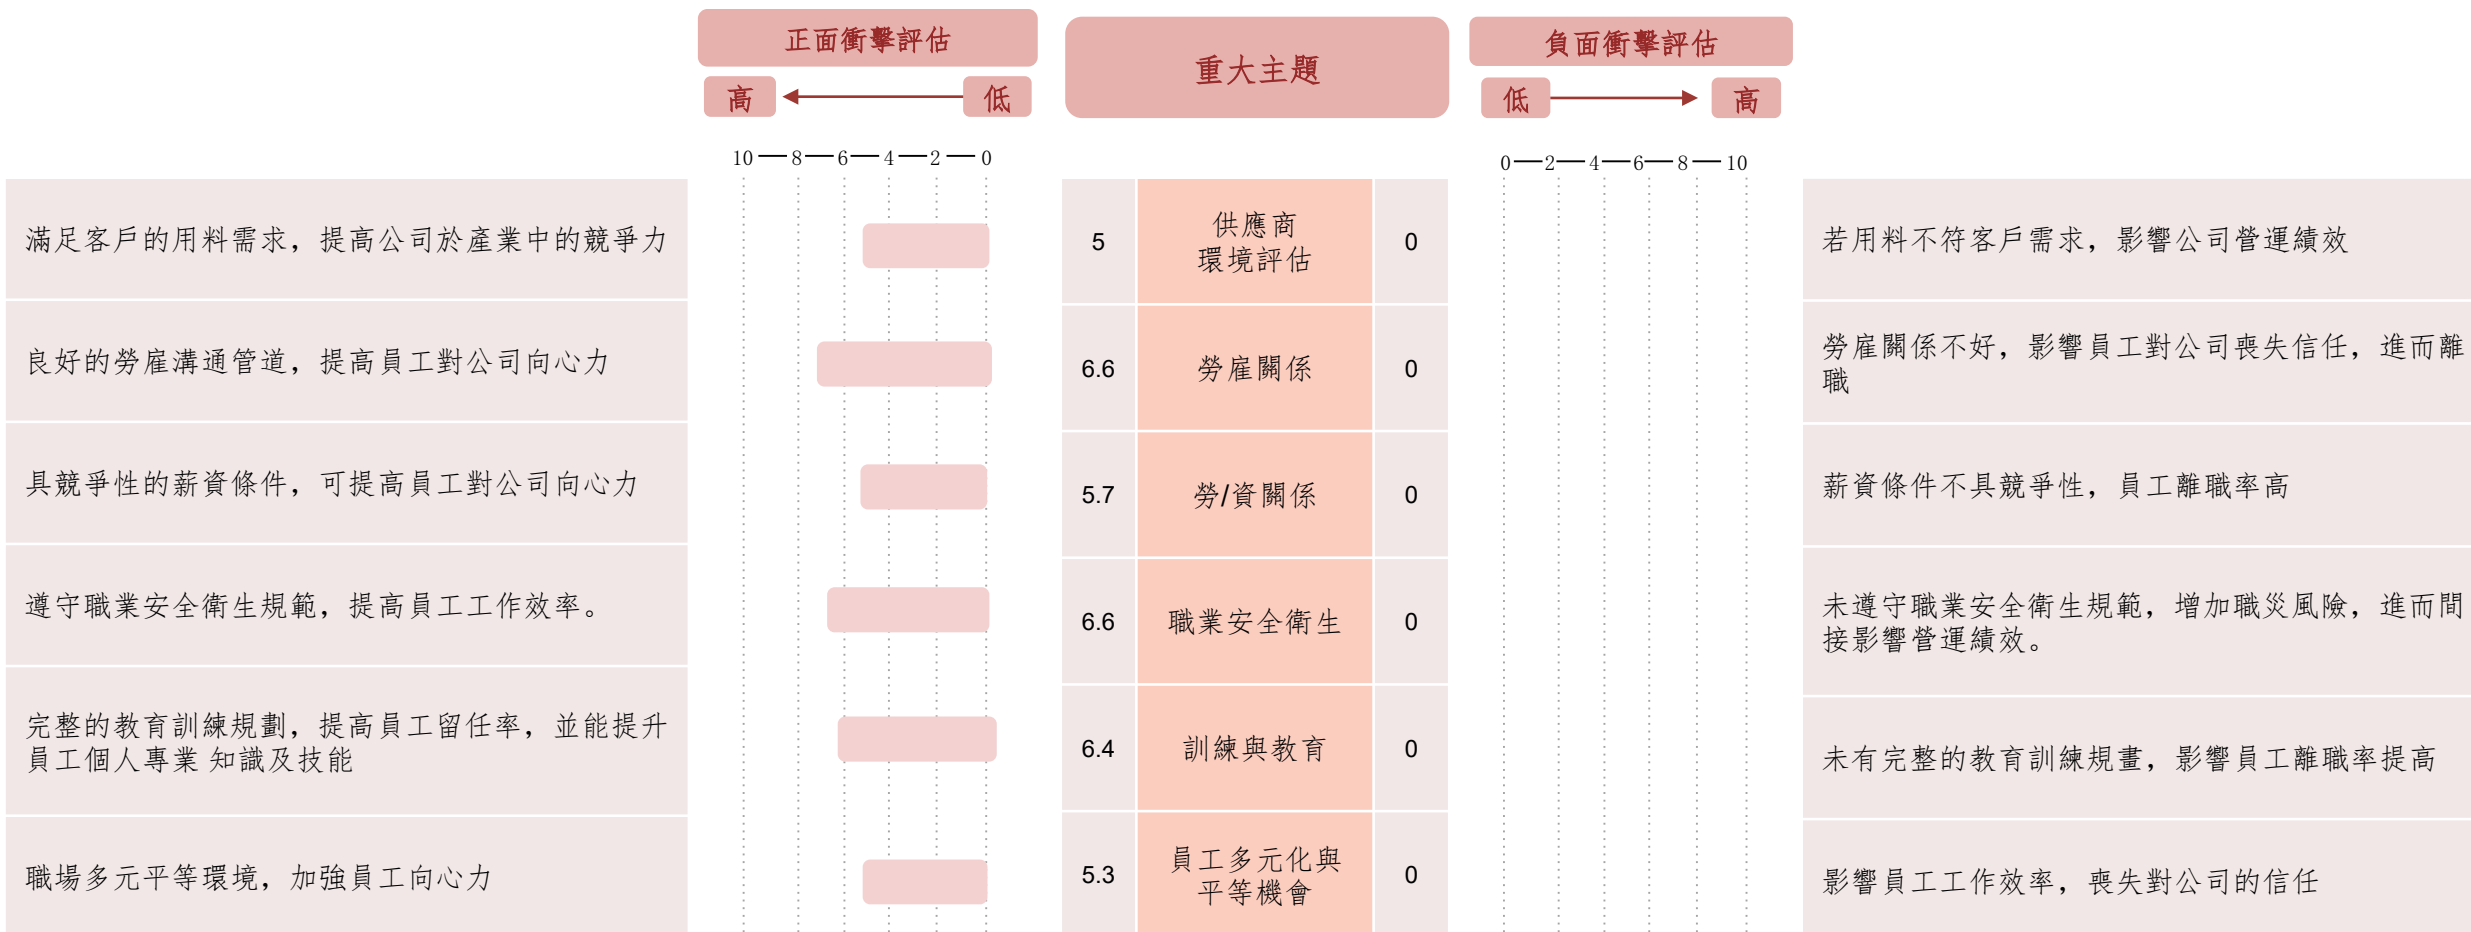 正面衝擊評估
重大主題
負面衝擊評估
高
低
低
高
10 8 6 4 2 0
0 2 4 6 8 10
滿足客戶的用料需求，提高公司於產業中的競爭力
5
供應商
環境評估
0
若用料不符客戶需求，影響公司營運績效
良好的勞雇溝通管道，提高員工對公司向心力
6.6
勞雇關係
0
勞雇關係不好，影響員工對公司喪失信任，進而離
職
具競爭性的薪資條件，可提高員工對公司向心力
5.7
勞/資關係
0
薪資條件不具競爭性，員工離職率高
遵守職業安全衛生規範，提高員工工作效率。
6.6
職業安全衛生
0
未遵守職業安全衛生規範，增加職災風險，進而間
接影響營運績效。
完整的教育訓練規劃，提高員工留任率，並能提升
員工個人專業 知識及技能
6.4
訓練與教育
0
未有完整的教育訓練規畫，影響員工離職率提高
職場多元平等環境，加強員工向心力
5.3
員工多元化與
平等機會
0
影響員工工作效率，喪失對公司的信任